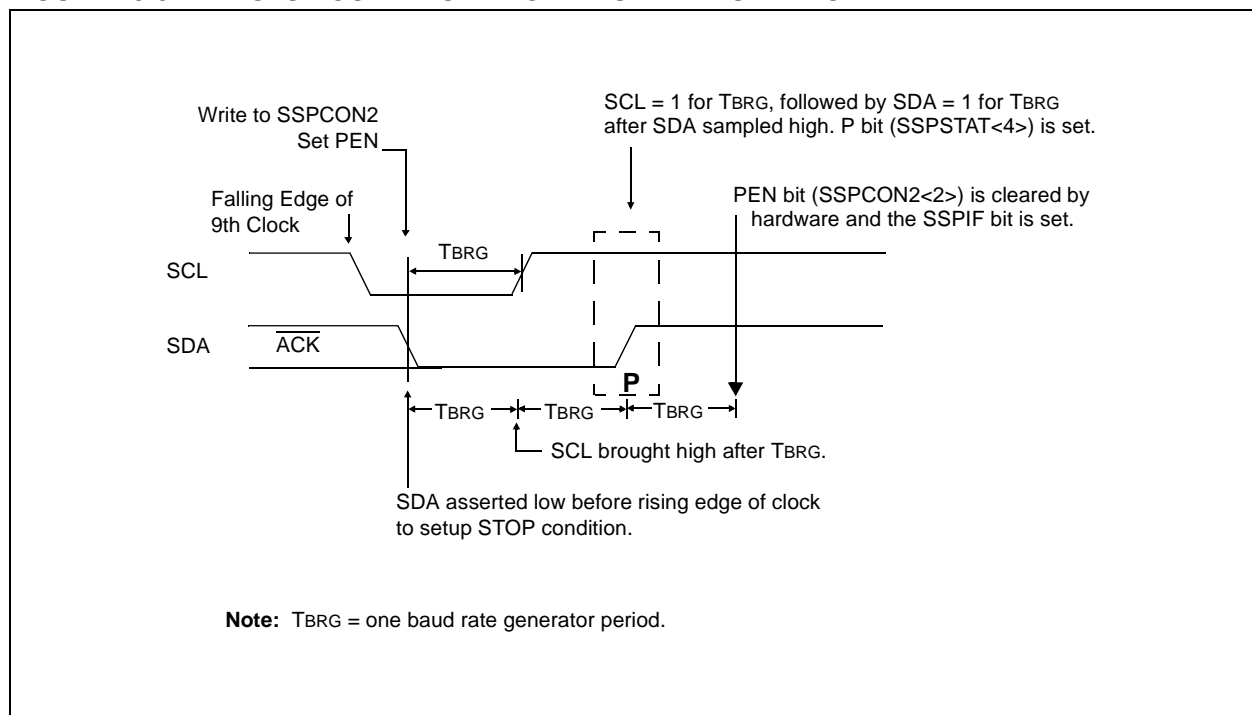 Write to SSPCON2
Set PEN
SCL = 1 for TBRG, followed by SDA = 1 for TBRG
after SDA sampled high. P bit (SSPSTAT<4>) is set.
Falling Edge of
9th Clock
PEN bit (SSPCON2<2>) is cleared by
hardware and the SSPIF bit is set.
TBRG
SCL
SDA
ACK
P
TBRG
TBRG
TBRG
SCL brought high after TBRG.
SDA asserted low before rising edge of clock
to setup STOP condition.
Note: TBRG = one baud rate generator period.